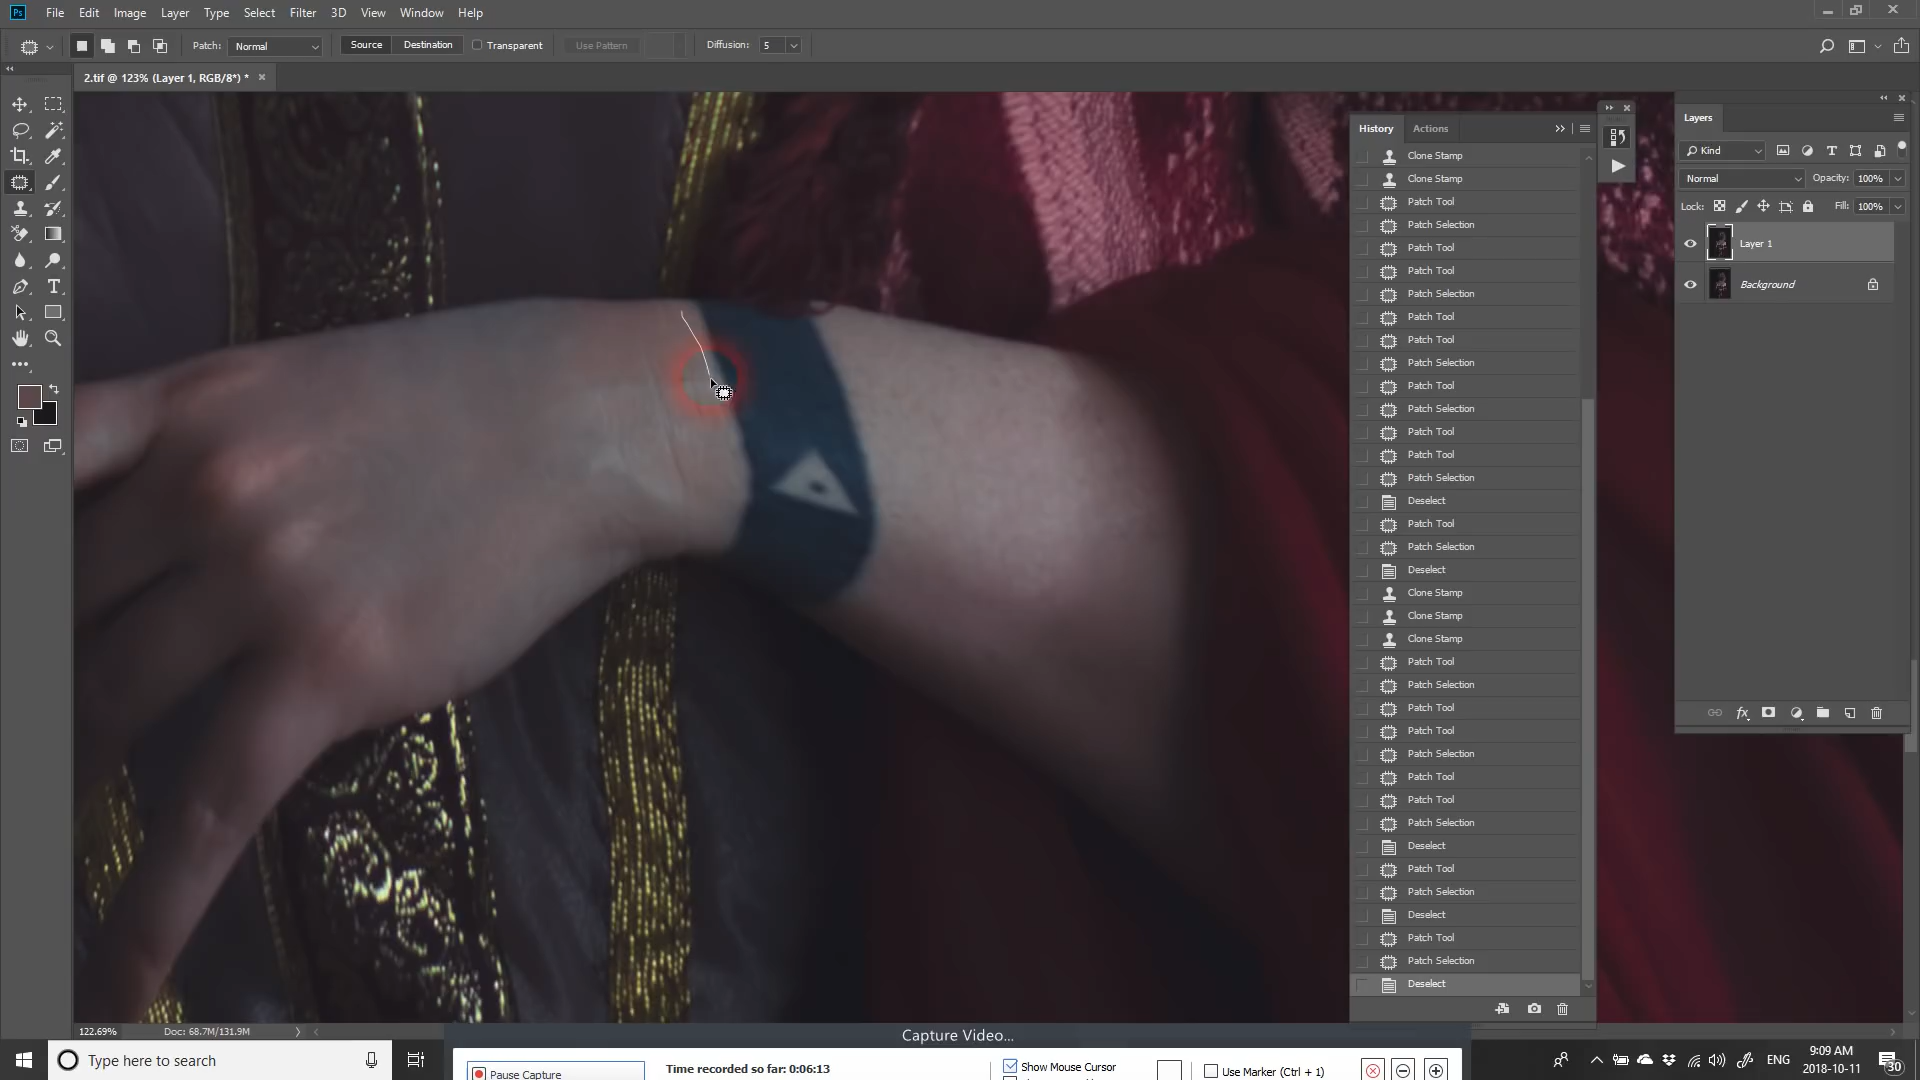 Ps File Edit Image Layer Type Select Filter 3D View Window Help
Patch: Normal Source Destination Transparent Use Pattern Diffusion: 5
2.tif @ 123% (Layer 1, RGB/8*) *
History Actions
Clone Stamp
Clone Stamp
Patch Tool
Patch Selection
Patch Tool
Patch Tool
Patch Selection
Patch Tool
Patch Tool
Patch Selection
Patch Tool
Patch Selection
Patch Tool
Patch Tool
Patch Selection
Deselect
Patch Tool
Patch Selection
Deselect
Clone Stamp
Clone Stamp
Clone Stamp
Patch Tool
Patch Selection
Patch Tool
Patch Tool
Patch Selection
Patch Tool
Patch Tool
Patch Selection
Deselect
Patch Tool
Patch Selection
Deselect
Patch Tool
Patch Selection
Deselect
Layers
Kind
Normal Opacity: 100%
Lock: Fill: 100%
Layer 1
Background
122.69% Doc: 68.7M/131.9M
Capture Video...
Pause Capture Time recorded so far: 0:06:13 Show Mouse Cursor Use Marker (Ctrl + 1)
Type here to search
ENG 9:09 AM
2018-10-11 30